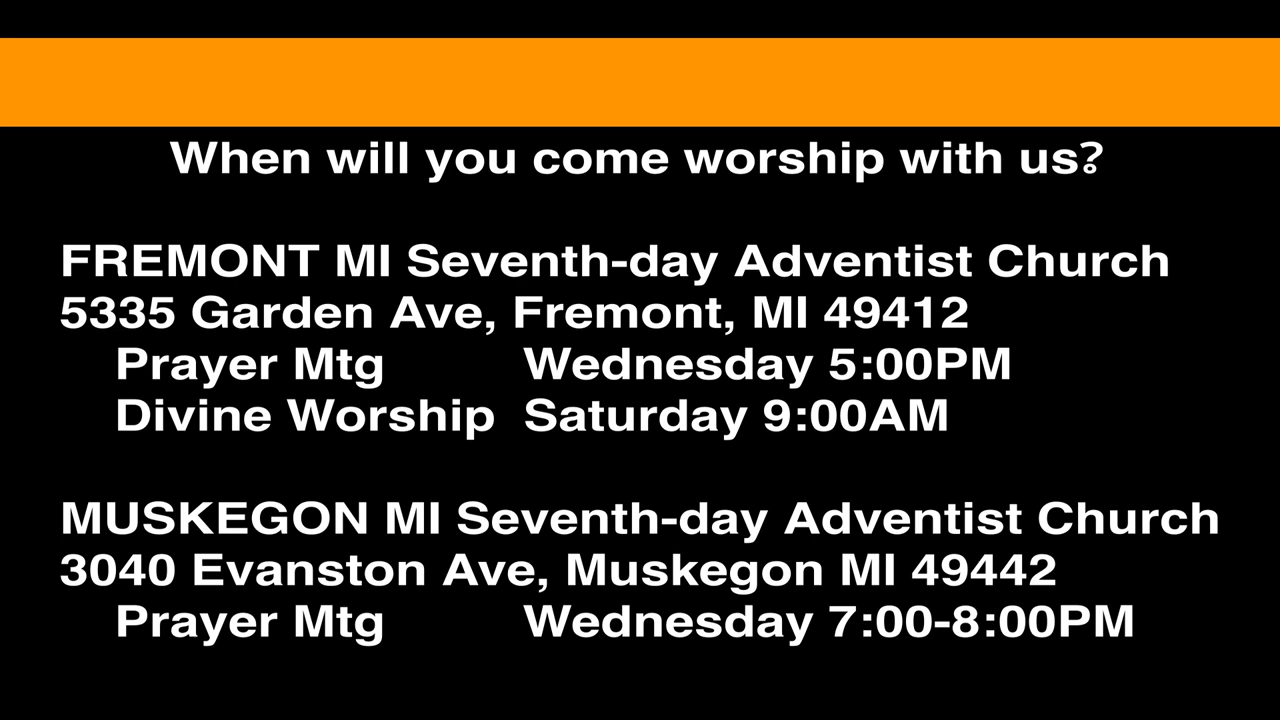 When will you come worship with us?
FREMONT MI Seventh-day Adventist Church
5335 Garden Ave, Fremont, MI 49412
Prayer Mtg Wednesday 5:00PM
Divine Worship Saturday 9:00AM
MUSKEGON MI Seventh-day Adventist Church
3040 Evanston Ave, Muskegon MI 49442
Prayer Mtg Wednesday 7:00-8:00PM